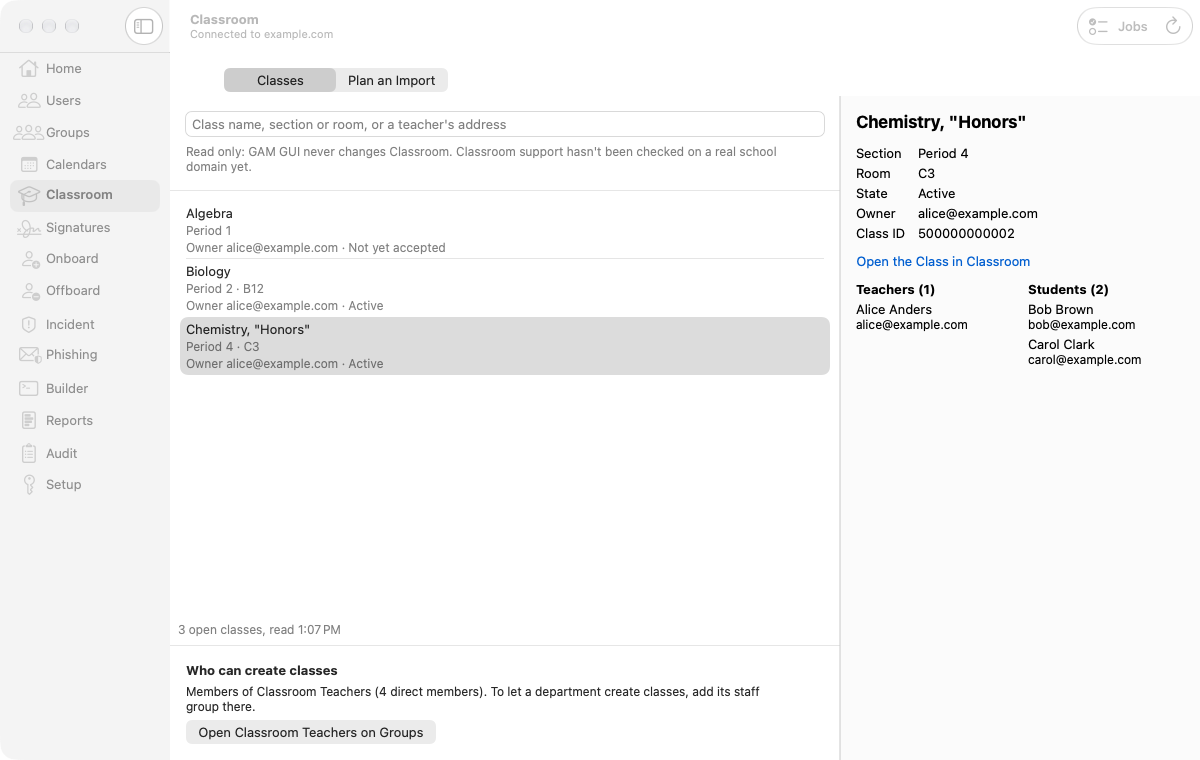 Classroom
Connected to example.com
Jobs
Home
Users
Groups
Calendars
Classroom
Signatures
Onboard
Offboard
Incident
Phishing
Builder
Reports
Audit
Setup
Classes
Plan an Import
Class name, section or room, or a teacher's address
Read only: GAM GUI never changes Classroom. Classroom support hasn't been checked on a real school
domain yet.
Algebra
Period 1
Owner alice@example.com · Not yet accepted
Biology
Period 2 · B12
Owner alice@example.com · Active
Chemistry, "Honors"
Period 4 · C3
Owner alice@example.com · Active
3 open classes, read 1:07 PM
Who can create classes
Members of Classroom Teachers (4 direct members). To let a department create classes, add its staff
group there.
Open Classroom Teachers on Groups
Chemistry, "Honors"
Section Period 4
Room C3
State Active
Owner alice@example.com
Class ID 500000000002
Open the Class in Classroom
Teachers (1)
Alice Anders
alice@example.com
Students (2)
Bob Brown
bob@example.com
Carol Clark
carol@example.com